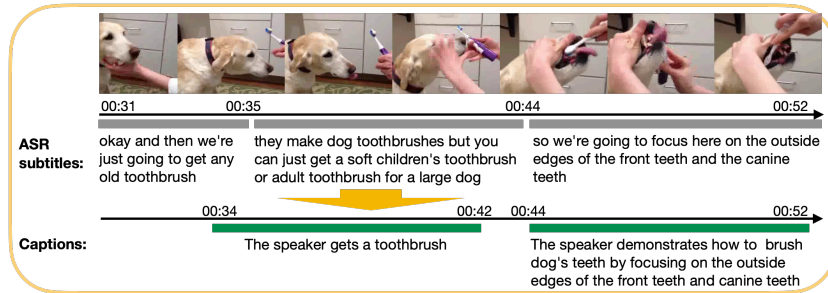 00:31 00:35 00:44 00:52
ASR
subtitles:
okay and then we're
just going to get any
old toothbrush
they make dog toothbrushes but you
can just get a soft children's toothbrush
or adult toothbrush for a large dog
so we're going to focus here on the outside
edges of the front teeth and the canine
teeth
00:34 00:42 00:44 00:52
Captions:
The speaker gets a toothbrush
The speaker demonstrates how to brush
dog's teeth by focusing on the outside
edges of the front teeth and canine teeth